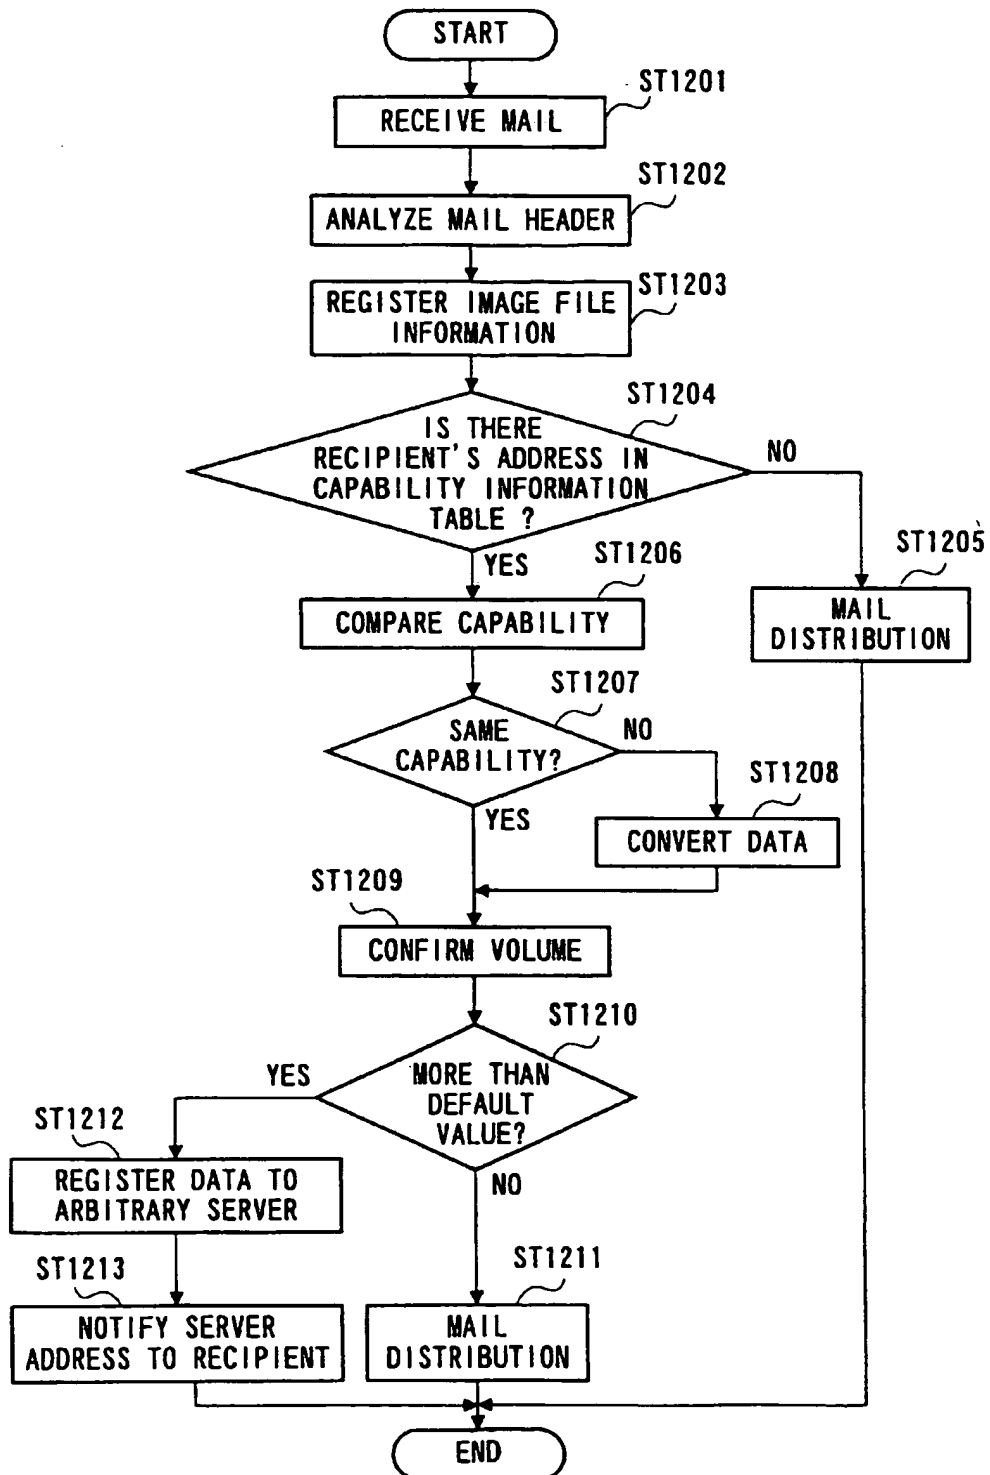 START
ST1201
RECEIVE MAIL
ST1202
ANALYZE MAIL HEADER
ST1203
REGISTER IMAGE FILE
INFORMATION
ST1204
IS THERE
RECIPIENT'S ADDRESS IN
CAPABILITY INFORMATION
TABLE ?
NO
YES
ST1205
MAIL
DISTRIBUTION
ST1206
COMPARE CAPABILITY
ST1207
SAME
CAPABILITY?
NO
YES
ST1208
CONVERT DATA
ST1209
CONFIRM VOLUME
ST1210
MORE THAN
DEFAULT
VALUE?
YES
NO
ST1212
REGISTER DATA TO
ARBITRARY SERVER
ST1213
NOTIFY SERVER
ADDRESS TO RECIPIENT
ST1211
MAIL
DISTRIBUTION
END